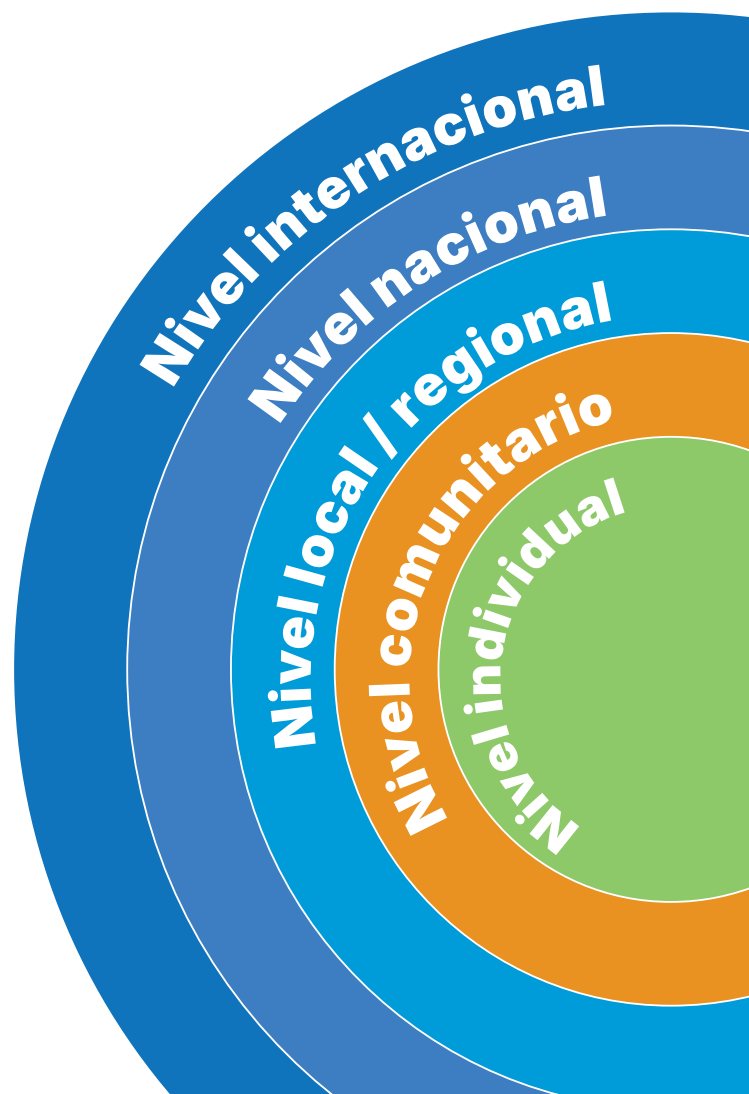 Nivel internacional
Nivel nacional
Nivel local / regional
Nivel comunitario
Nivel individual